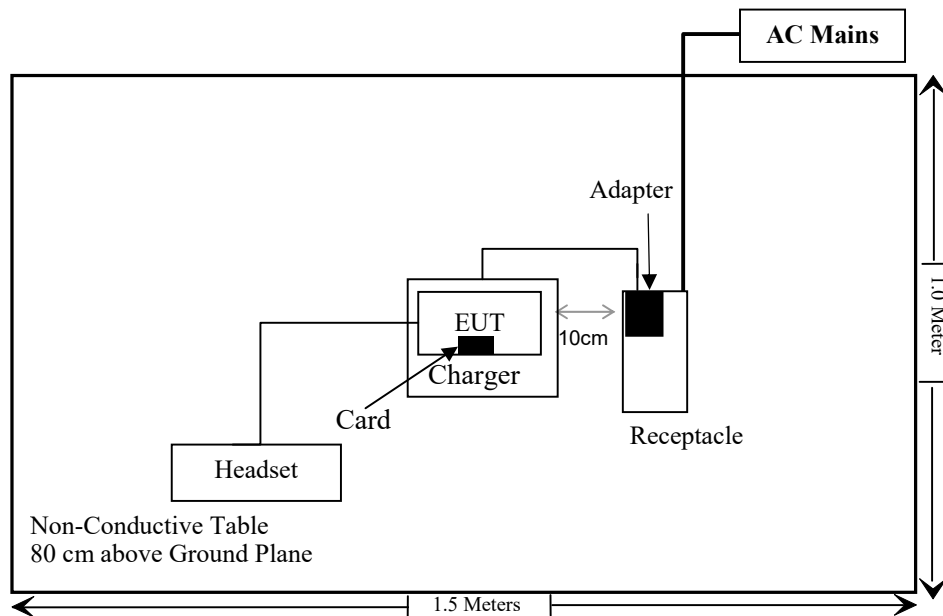 AC Mains
Adapter
1.0 Meter
EUT
10cm
Charger
Card
Receptacle
Headset
Non-Conductive Table
80 cm above Ground Plane
1.5 Meters